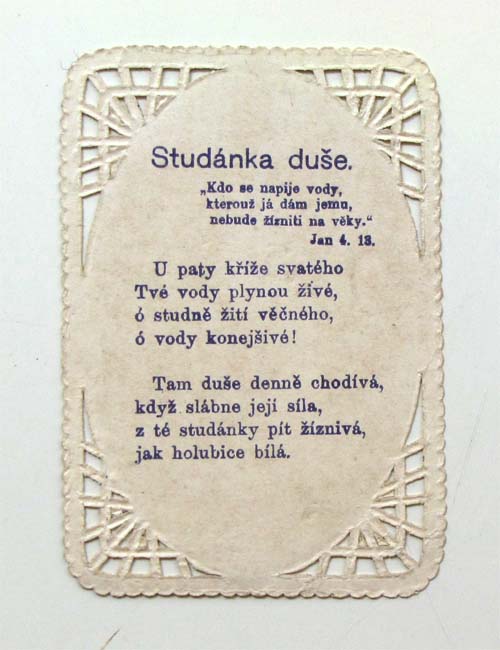 Studánka duše.
„Kdo se napije vody,
kterouž já dám jemu,
nebude žízniti na věky.“
Jan 4. 13.
U paty kříže svatého
Tvé vody plynou živé,
ó studně žití věčného,
ó vody konejšivé!
Tam duše denně chodívá,
když slábne její síla,
z té studánky pít žíznivá,
jak holubice bílá.